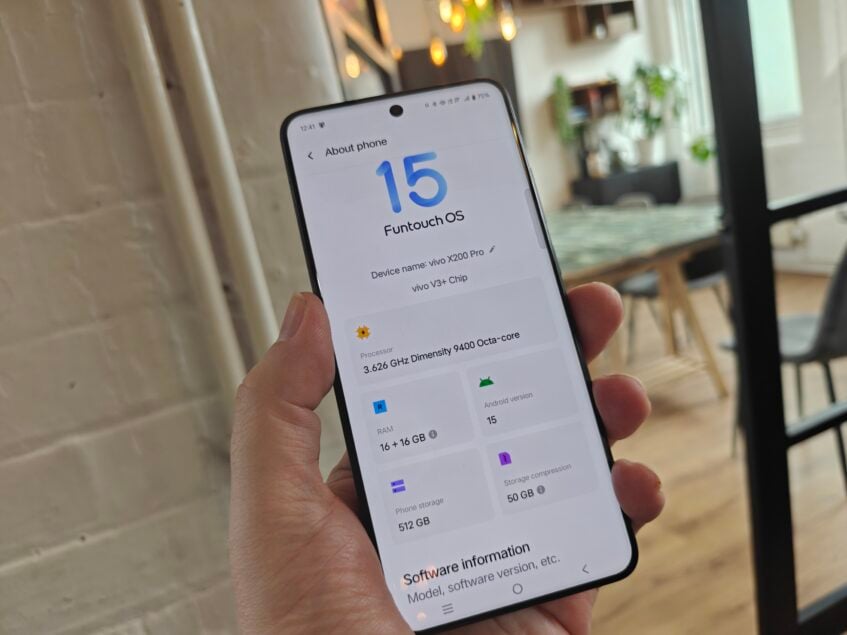 12:41
75%
About phone
15
Funtouch OS
Device name: vivo X200 Pro
vivo V3+ Chip
Processor
3.626 GHz Dimensity 9400 Octa-core
RAM
16 + 16 GB
Android version
15
Phone storage
512 GB
Storage compression
50 GB
Software information
Model, software version, etc.